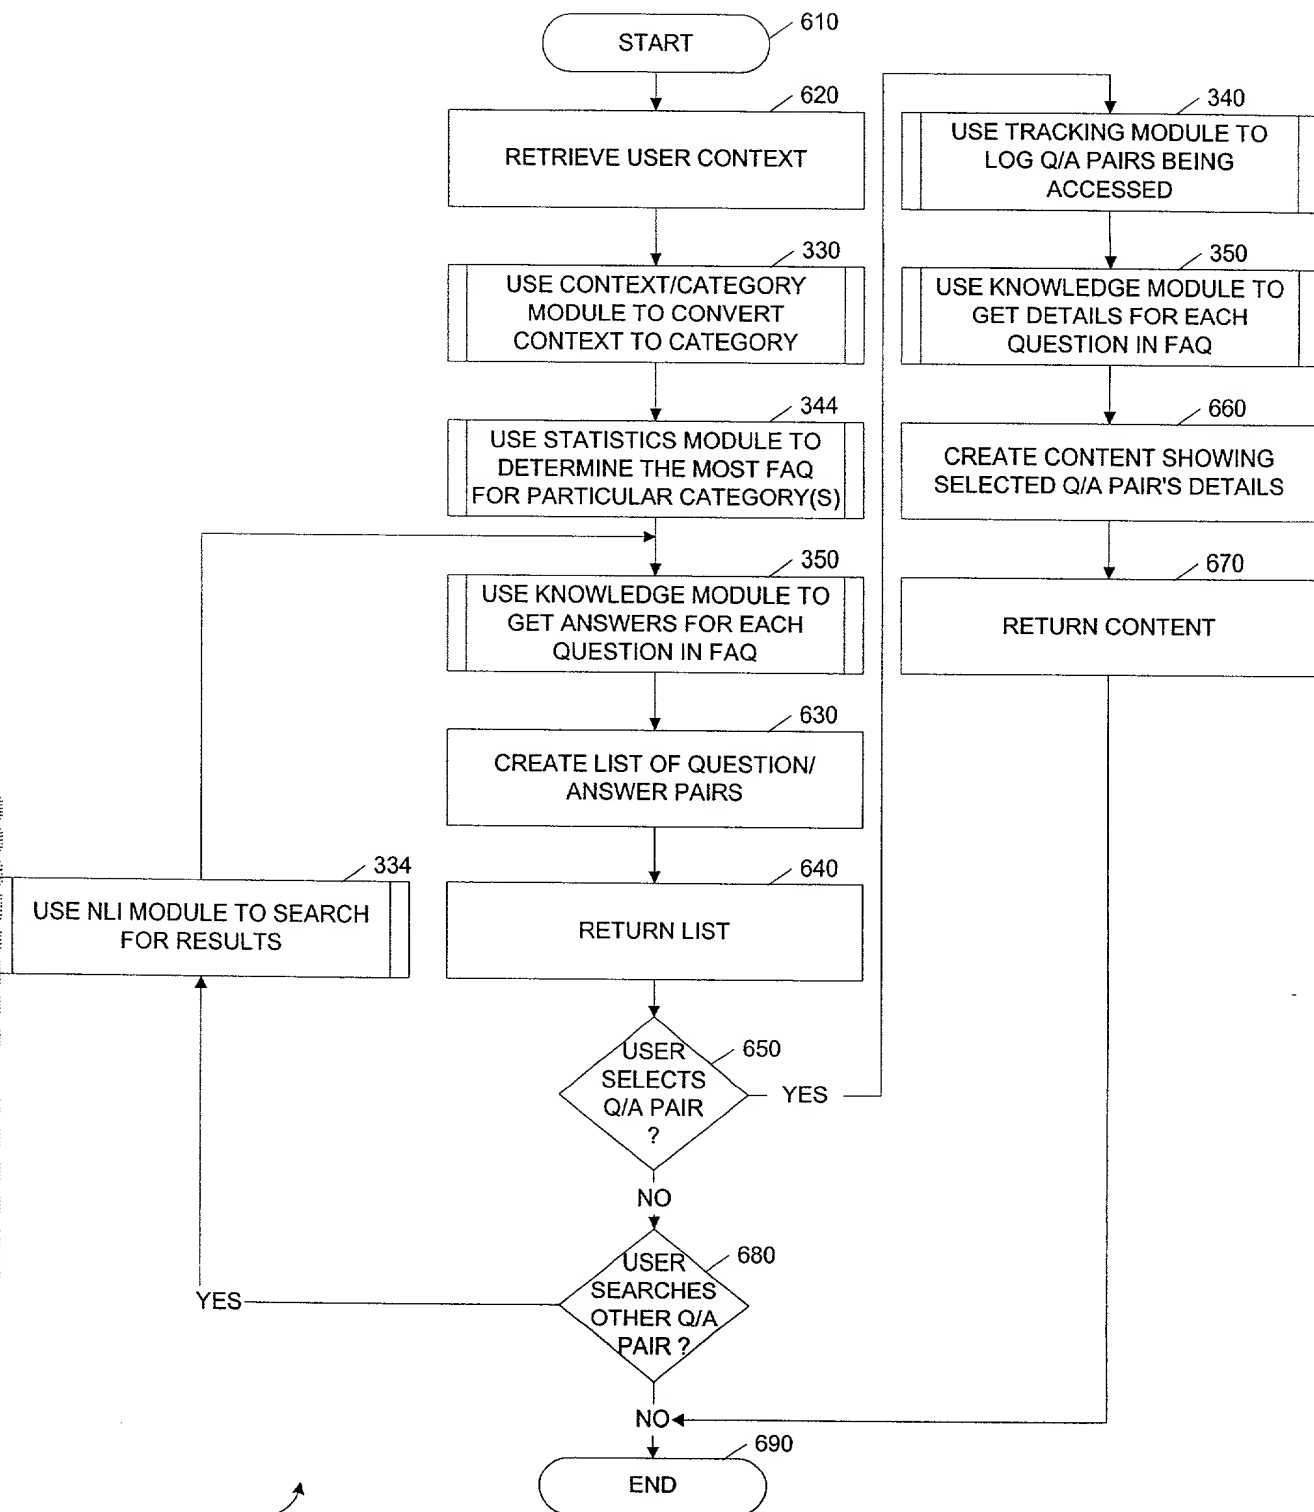 610
START
620
RETRIEVE USER CONTEXT
330
USE CONTEXT/CATEGORY
MODULE TO CONVERT
CONTEXT TO CATEGORY
344
USE STATISTICS MODULE TO
DETERMINE THE MOST FAQ
FOR PARTICULAR CATEGORY(S)
350
USE KNOWLEDGE MODULE TO
GET ANSWERS FOR EACH
QUESTION IN FAQ
630
CREATE LIST OF QUESTION/
ANSWER PAIRS
640
RETURN LIST
650
USER
SELECTS
Q/A PAIR
?
YES
NO
680
USER
SEARCHES
OTHER Q/A
PAIR ?
YES
NO
690
END
334
USE NLI MODULE TO SEARCH
FOR RESULTS
340
USE TRACKING MODULE TO
LOG Q/A PAIRS BEING
ACCESSED
350
USE KNOWLEDGE MODULE TO
GET DETAILS FOR EACH
QUESTION IN FAQ
660
CREATE CONTENT SHOWING
SELECTED Q/A PAIR'S DETAILS
670
RETURN CONTENT